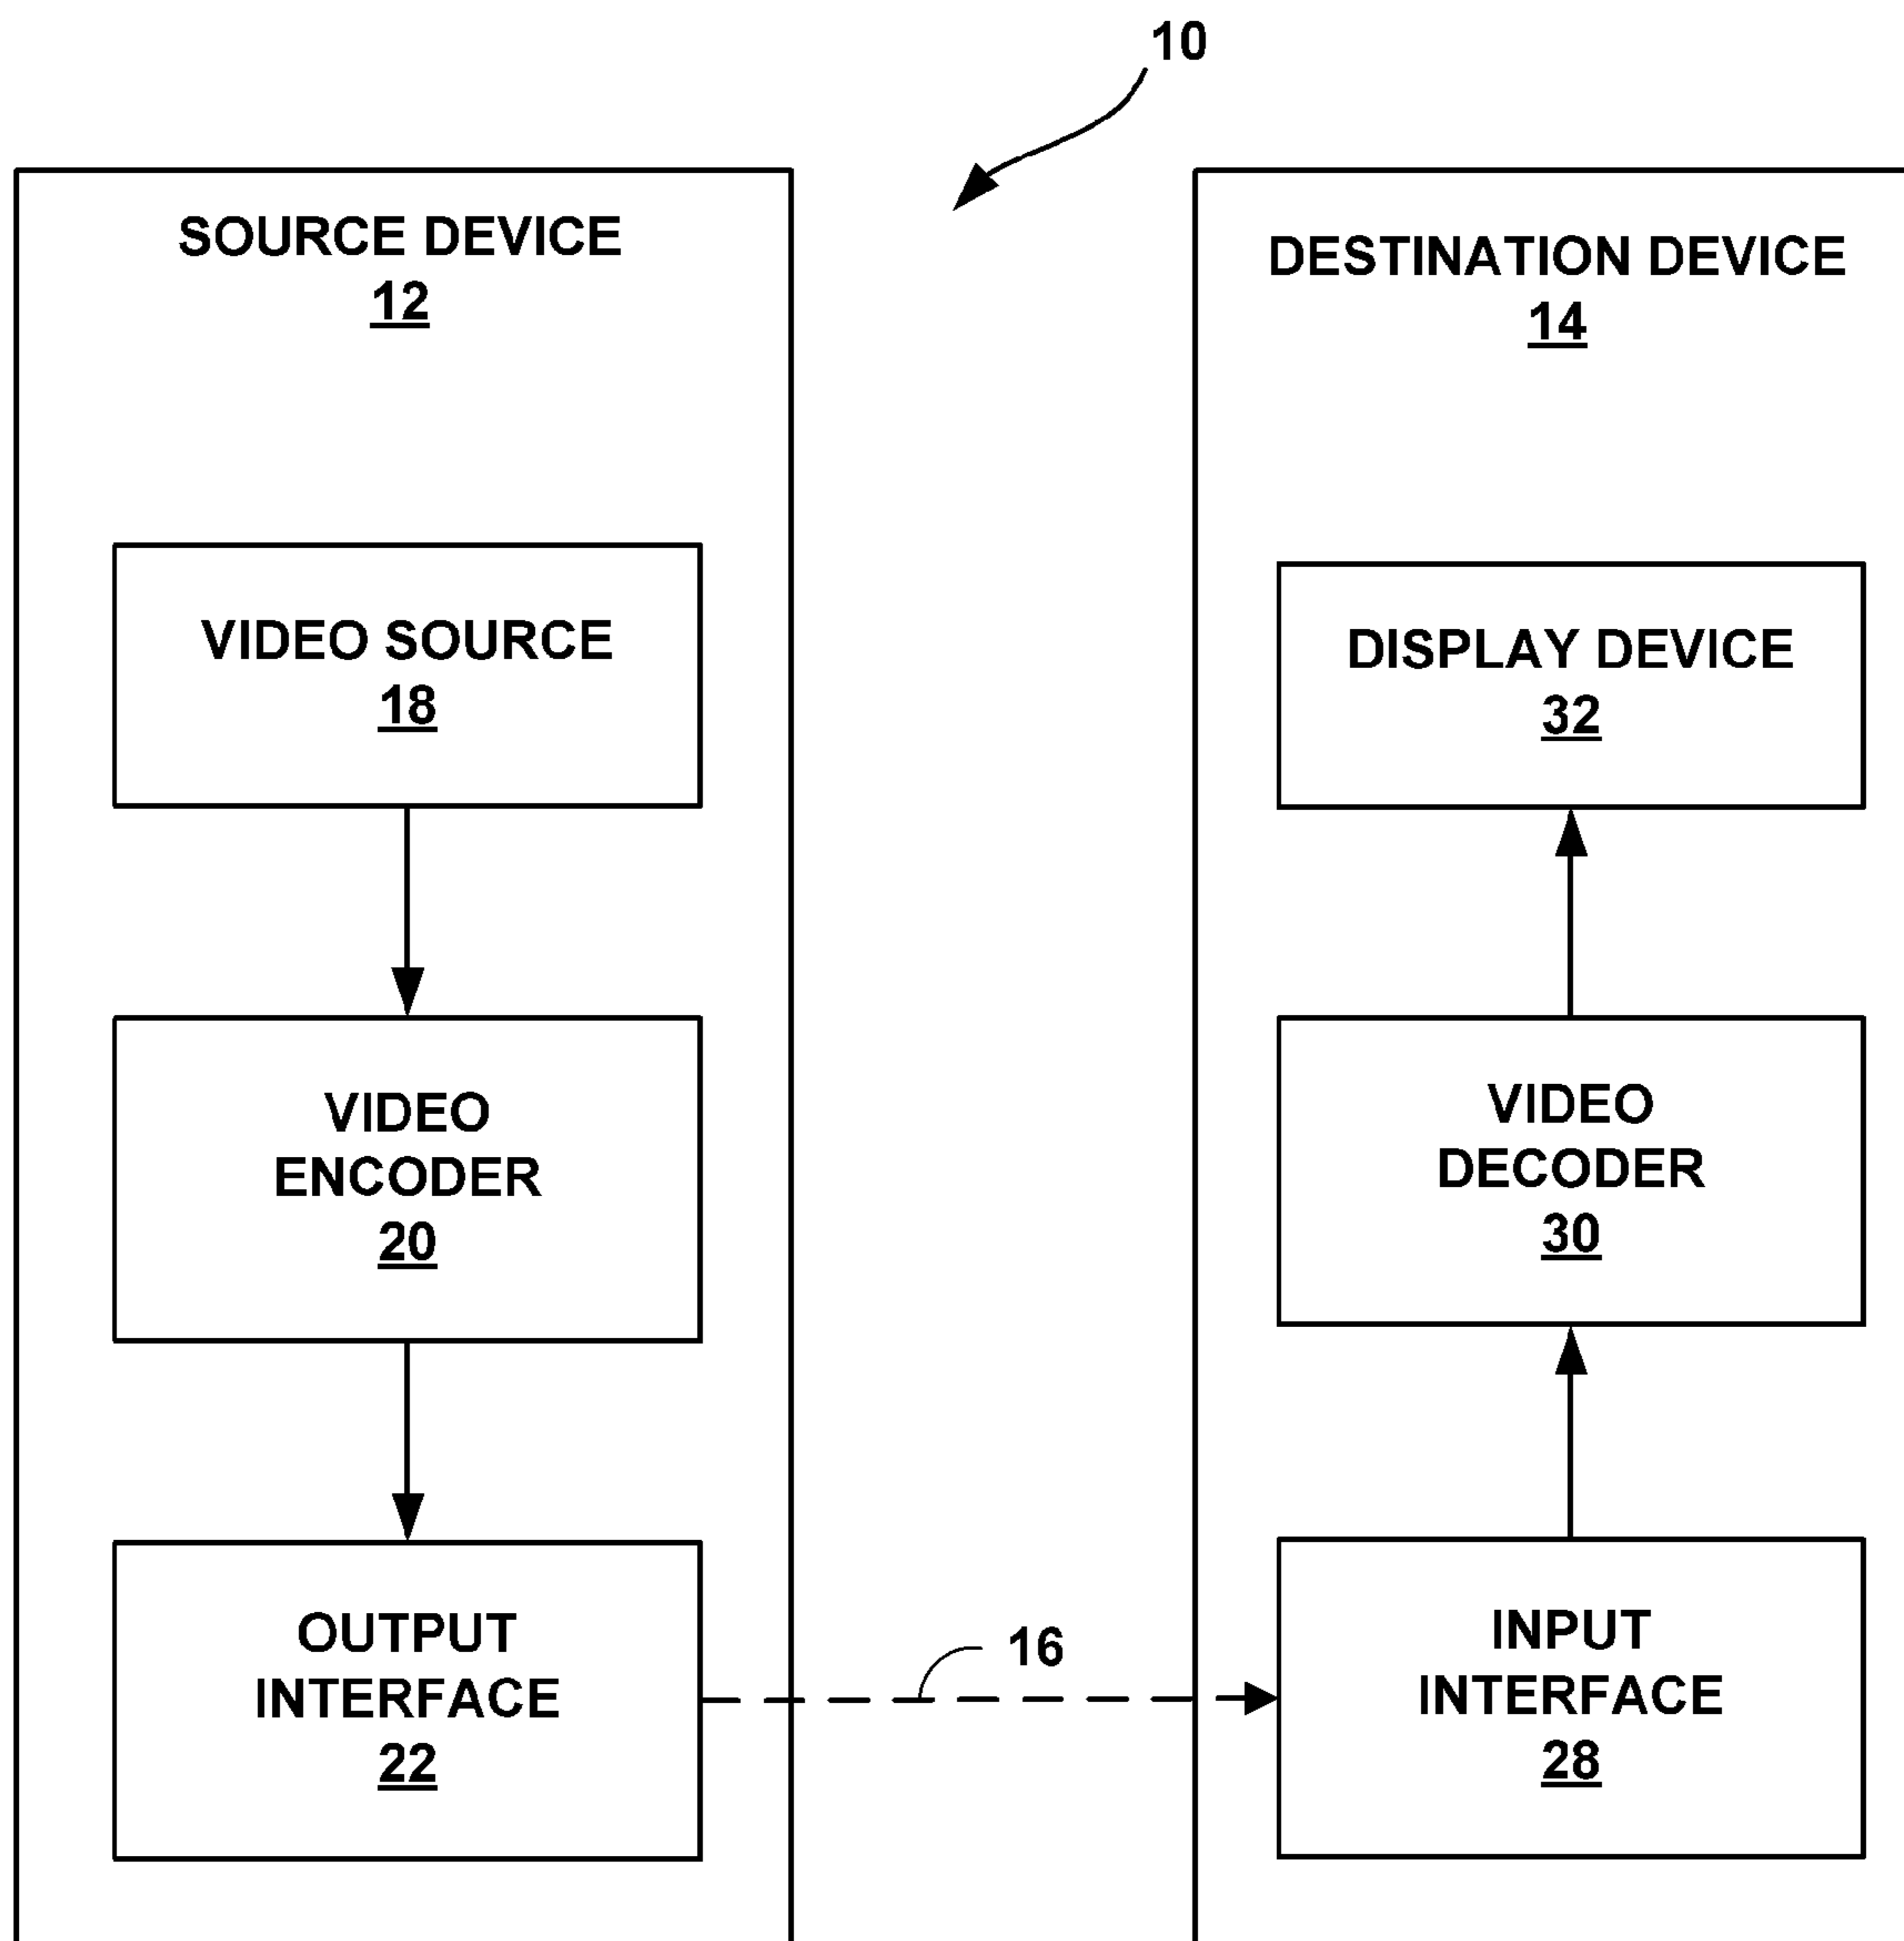 10
SOURCE DEVICE
12
VIDEO SOURCE
18
VIDEO
ENCODER
20
OUTPUT
INTERFACE
22
16
DESTINATION DEVICE
14
DISPLAY DEVICE
32
VIDEO
DECODER
30
INPUT
INTERFACE
28